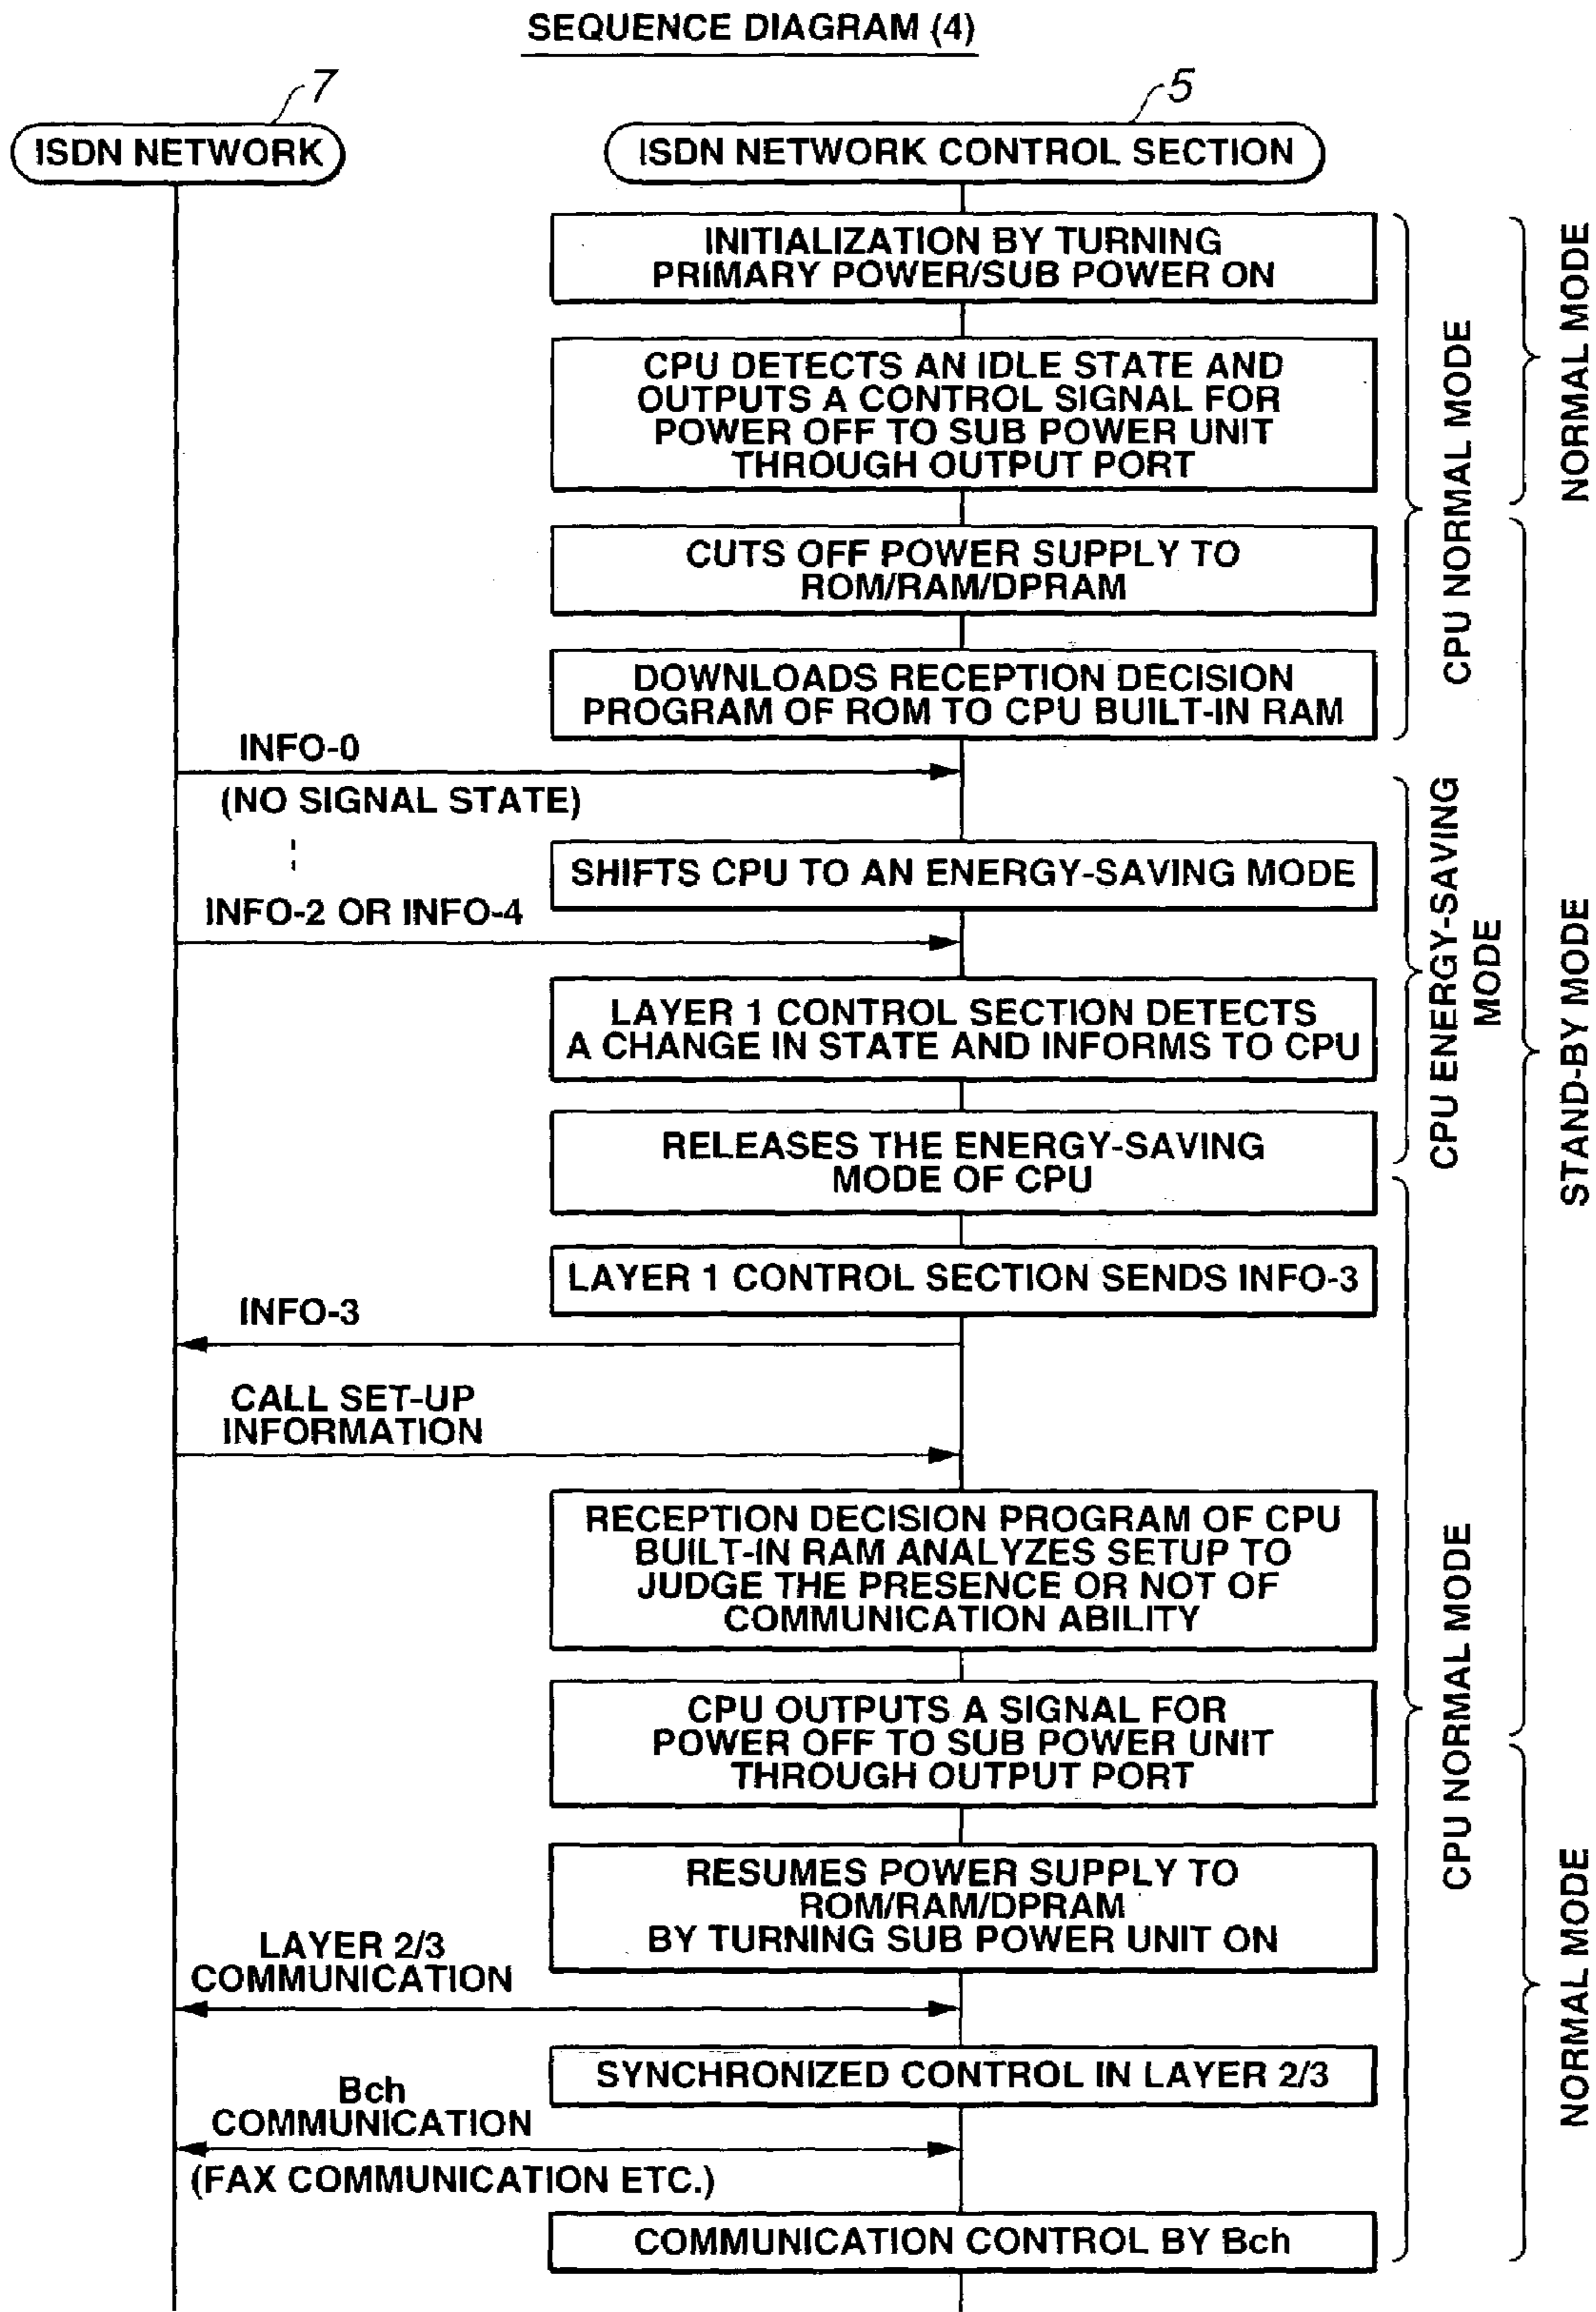 SEQUENCE DIAGRAM (4)
7
5
ISDN NETWORK
ISDN NETWORK CONTROL SECTION
INITIALIZATION BY TURNING
PRIMARY POWER/SUB POWER ON
CPU DETECTS AN IDLE STATE AND
OUTPUTS A CONTROL SIGNAL FOR
POWER OFF TO SUB POWER UNIT
THROUGH OUTPUT PORT
NORMAL MODE
CUTS OFF POWER SUPPLY TO
ROM/RAM/DPRAM
CPU NORMAL MODE
DOWNLOADS RECEPTION DECISION
PROGRAM OF ROM TO CPU BUILT-IN RAM
INFO-0
(NO SIGNAL STATE)
SHIFTS CPU TO AN ENERGY-SAVING MODE
INFO-2 OR INFO-4
LAYER 1 CONTROL SECTION DETECTS
A CHANGE IN STATE AND INFORMS TO CPU
CPU ENERGY-SAVING
MODE
STAND-BY MODE
RELEASES THE ENERGY-SAVING
MODE OF CPU
LAYER 1 CONTROL SECTION SENDS INFO-3
INFO-3
CALL SET-UP
INFORMATION
RECEPTION DECISION PROGRAM OF CPU
BUILT-IN RAM ANALYZES SETUP TO
JUDGE THE PRESENCE OR NOT OF
COMMUNICATION ABILITY
CPU OUTPUTS A SIGNAL FOR
POWER OFF TO SUB POWER UNIT
THROUGH OUTPUT PORT
CPU NORMAL MODE
RESUMES POWER SUPPLY TO
ROM/RAM/DPRAM
BY TURNING SUB POWER UNIT ON
LAYER 2/3
COMMUNICATION
NORMAL MODE
SYNCHRONIZED CONTROL IN LAYER 2/3
Bch
COMMUNICATION
(FAX COMMUNICATION ETC.)
COMMUNICATION CONTROL BY Bch